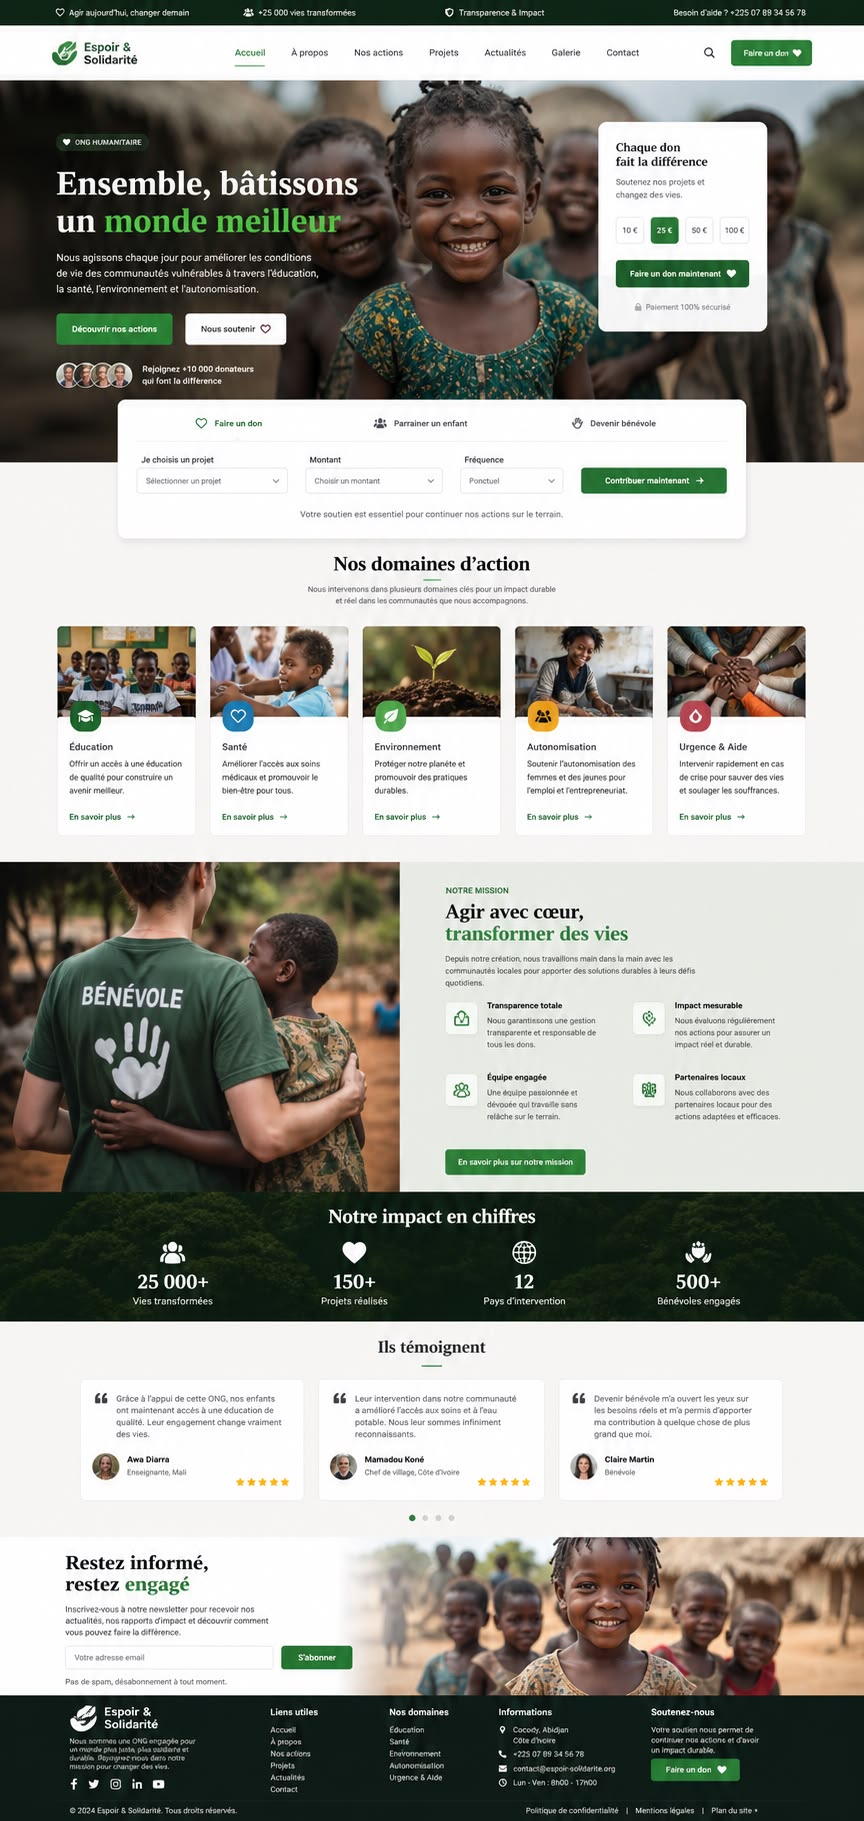 Agir aujourd'hui, changer demain
+25 000 vies transformées
Transparence & Impact
Besoin d'aide ? +225 07 89 34 56 78
Espoir &
Solidarité
Accueil
À propos
Nos actions
Projets
Actualités
Galerie
Contact
Faire un don
ONG HUMANITAIRE
Ensemble, bâtissons
un monde meilleur
Nous agissons chaque jour pour améliorer les conditions
de vie des communautés vulnérables à travers l'éducation,
la santé, l'environnement et l'autonomisation.
Découvrir nos actions
Nous soutenir
Rejoignez +10 000 donateurs
qui font la différence
Chaque don
fait la différence
Soutenez nos projets et
changez des vies.
10 €
25 €
50 €
100 €
Faire un don maintenant
Paiement 100% sécurisé
Faire un don
Parrainer un enfant
Devenir bénévole
Je choisis un projet
Sélectionner un projet
Montant
Choisir un montant
Fréquence
Ponctuel
Contribuer maintenant
Votre soutien est essentiel pour continuer nos actions sur le terrain.
Nos domaines d'action
Nous intervenons dans plusieurs domaines clés pour un impact durable
et réel dans les communautés que nous accompagnons.
Éducation
Offrir un accès à une éducation
de qualité pour construire un
avenir meilleur.
En savoir plus
Santé
Améliorer l'accès aux soins
médicaux et promouvoir le
bien-être pour tous.
En savoir plus
Environnement
Protéger notre planète et
promouvoir des pratiques
durables.
En savoir plus
Autonomisation
Soutenir l'autonomisation des
femmes et des jeunes pour
l'emploi et l'entrepreneuriat.
En savoir plus
Urgence & Aide
Intervenir rapidement en cas
de crise pour sauver des vies
et soulager les souffrances.
En savoir plus
BÉNÉVOLE
NOTRE MISSION
Agir avec cœur,
transformer des vies
Depuis notre création, nous travaillons main dans la main avec les
communautés locales pour apporter des solutions durables à leurs défis
quotidiens.
Transparence totale
Nous garantissons une gestion
transparente et responsable de
tous les dons.
Impact mesurable
Nous évaluons régulièrement
nos actions pour assurer un
impact réel et durable.
Équipe engagée
Une équipe passionnée et
dévouée qui travaille sans
relâche sur le terrain.
Partenaires locaux
Nous collaborons avec des
partenaires locaux pour des
actions adaptées et efficaces.
En savoir plus sur notre mission
Notre impact en chiffres
25 000+
Vies transformées
150+
Projets réalisés
12
Pays d'intervention
500+
Bénévoles engagés
Ils témoignent
Grâce à l'appui de cette ONG, nos enfants
ont maintenant accès à une éducation de
qualité. Leur engagement change vraiment
des vies.
Awa Diarra
Enseignante, Mali
Leur intervention dans notre communauté
a amélioré l'accès aux soins et à l'eau
potable. Nous leur sommes infiniment
reconnaissants.
Mamadou Koné
Chef de village, Côte d'Ivoire
Devenir bénévole m'a ouvert les yeux sur
les besoins réels et m'a permis d'apporter
ma contribution à quelque chose de plus
grand que moi.
Claire Martin
Bénévole
Restez informé,
restez engagé
Inscrivez-vous à notre newsletter pour recevoir nos
actualités, nos rapports d'impact et découvrir comment
vous pouvez faire la différence.
Votre adresse email
S'abonner
Pas de spam, désabonnement à tout moment.
Espoir &
Solidarité
Nous sommes une ONG engagée pour
un monde plus juste, plus solidaire et
durable. Rejoignez-nous dans notre
mission pour changer des vies.
Liens utiles
Accueil
À propos
Nos actions
Projets
Actualités
Contact
Nos domaines
Éducation
Santé
Environnement
Autonomisation
Urgence & Aide
Informations
Cocody, Abidjan
Côte d'Ivoire
+225 07 89 34 56 78
contact@espoir-solidarite.org
Lun - Ven : 8h00 - 17h00
Soutenez-nous
Votre soutien nous permet de
continuer nos actions et d'avoir
un impact durable.
Faire un don
© 2024 Espoir & Solidarité. Tous droits réservés.
Politique de confidentialité | Mentions légales | Plan du site